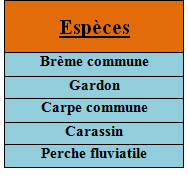 Espèces
Brème commune
Gardon
Carpe commune
Carassin
Perche fluviatile